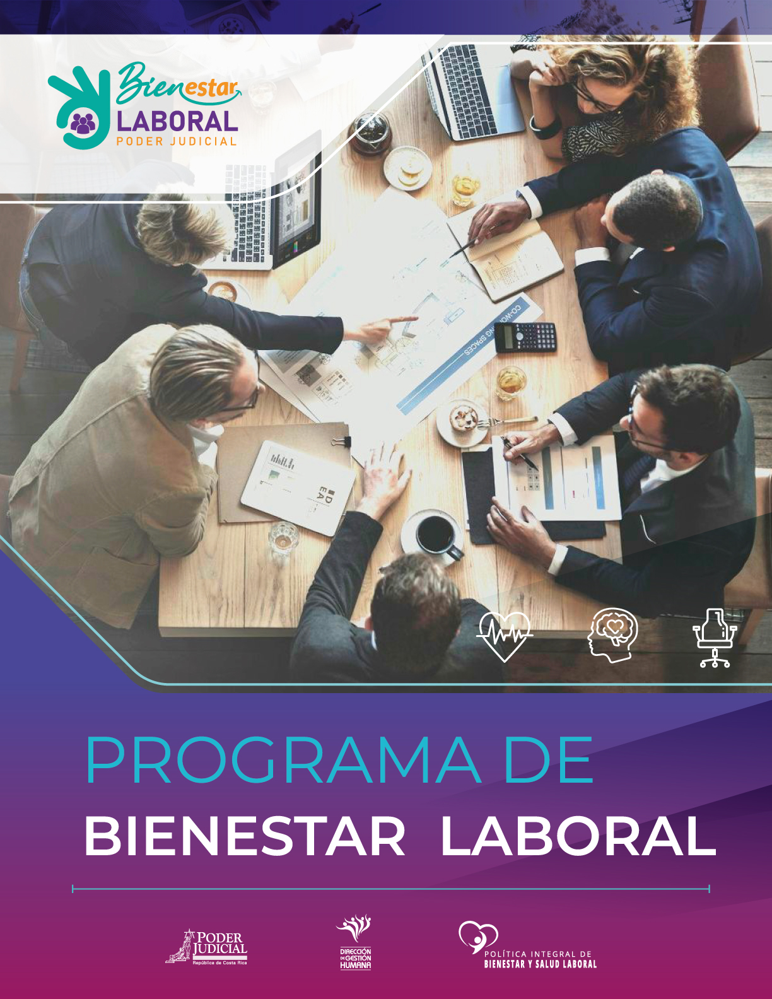 Bienestar
LABORAL
PODER JUDICIAL
CO-WORKING SPACES
IDEA
PROGRAMA DE
BIENESTAR LABORAL
PODER
JUDICIAL
República de Costa Rica
DIRECCIÓN
DE GESTIÓN
HUMANA
POLÍTICA INTEGRAL DE
BIENESTAR Y SALUD LABORAL